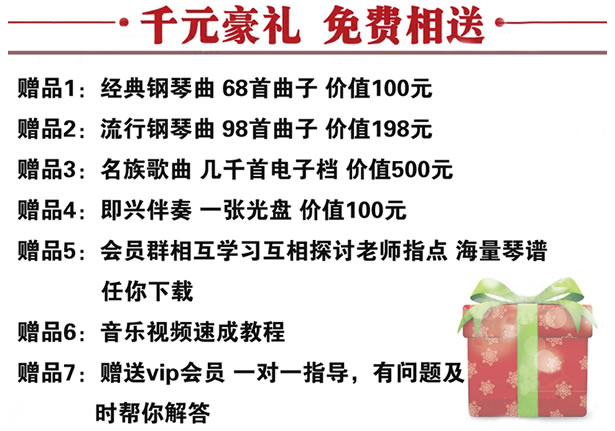 千元豪礼 免费相送
赠品1：经典钢琴曲 68首曲子 价值100元
赠品2：流行钢琴曲 98首曲子 价值198元
赠品3：名族歌曲 几千首电子档 价值500元
赠品4：即兴伴奏 一张光盘 价值100元
赠品5：会员群相互学习互相探讨老师指点 海量琴谱
任你下载
赠品6：音乐视频速成教程
赠品7：赠送vip会员 一对一指导，有问题及
时帮你解答